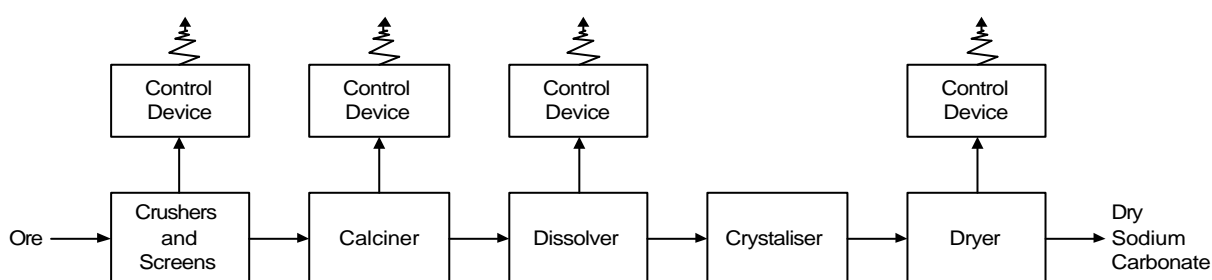 Control
Device
Control
Device
Control
Device
Control
Device
Ore
Crushers
and
Screens
Calciner
Dissolver
Crystaliser
Dryer
Dry
Sodium
Carbonate